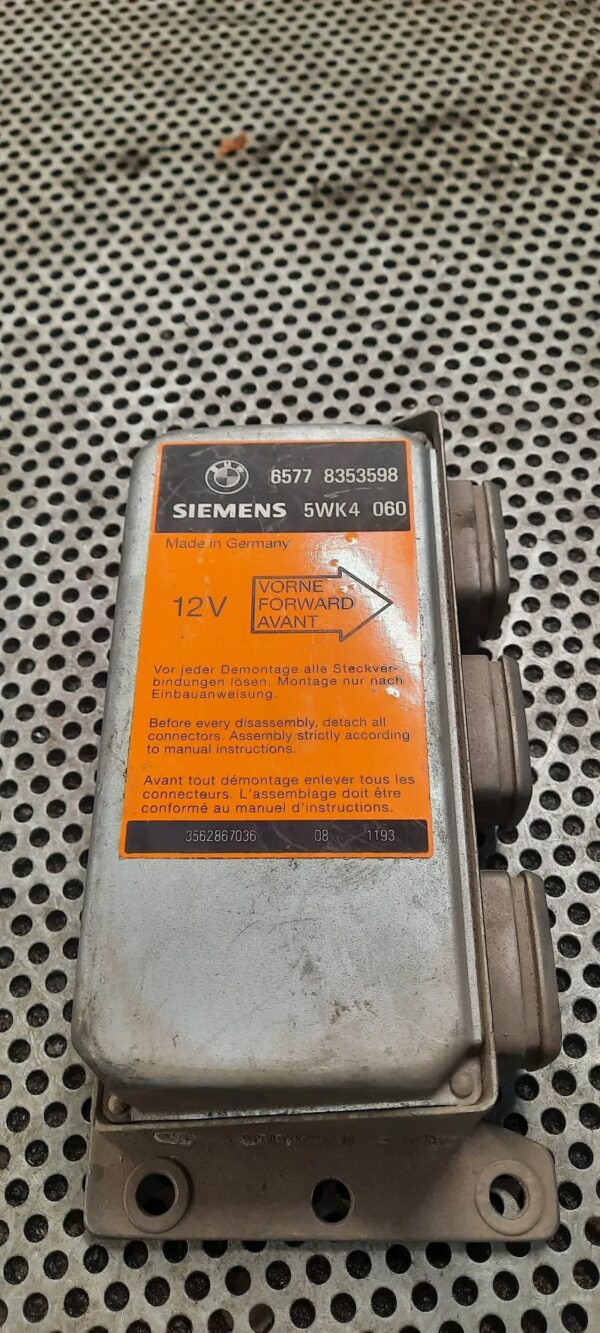 BMW
6577 8353598
SIEMENS 5WK4 060
Made in Germany
12V
VORNE
FORWARD
AVANT
Vor jeder Demontage alle Steckver-
bindungen lösen. Montage nur nach
Einbauanweisung.
Before every disassembly, detach all
connectors. Assembly strictly according
to manual instructions.
Avant tout démontage enlever tous les
connecteurs. L'assemblage doit être
conformé au manuel d'instructions.
3562867036 08 1193